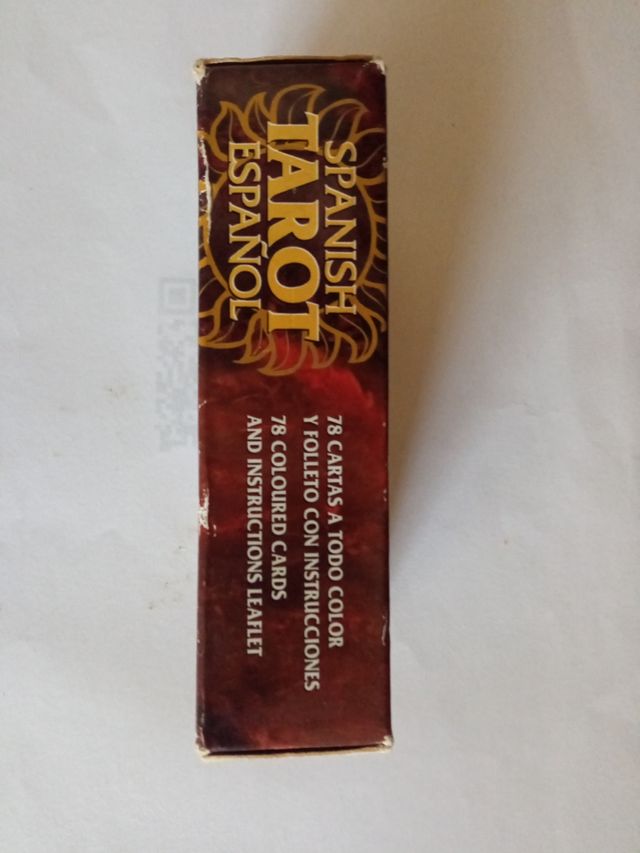 SPANISH
TAROT
ESPAÑOL
78 CARTAS A TODO COLOR
Y FOLLETO CON INSTRUCCIONES
78 COLOURED CARDS
AND INSTRUCTIONS LEAFLET